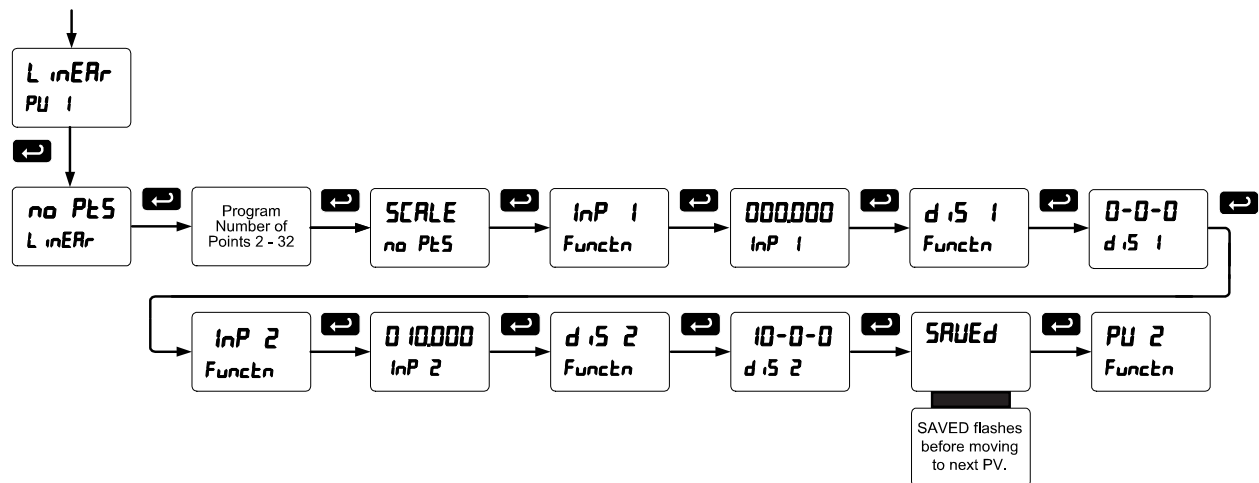 LinEAr
PV 1
no PtS
LinEAr
Program
Number of
Points 2 - 32
SCALE
no PtS
InP 1
Functn
000.000
InP 1
diS 1
Functn
0-0-0
diS 1
InP 2
Functn
010.000
InP 2
diS 2
Functn
10-0-0
diS 2
SAVEd
SAVED flashes
before moving
to next PV.
PV 2
Functn